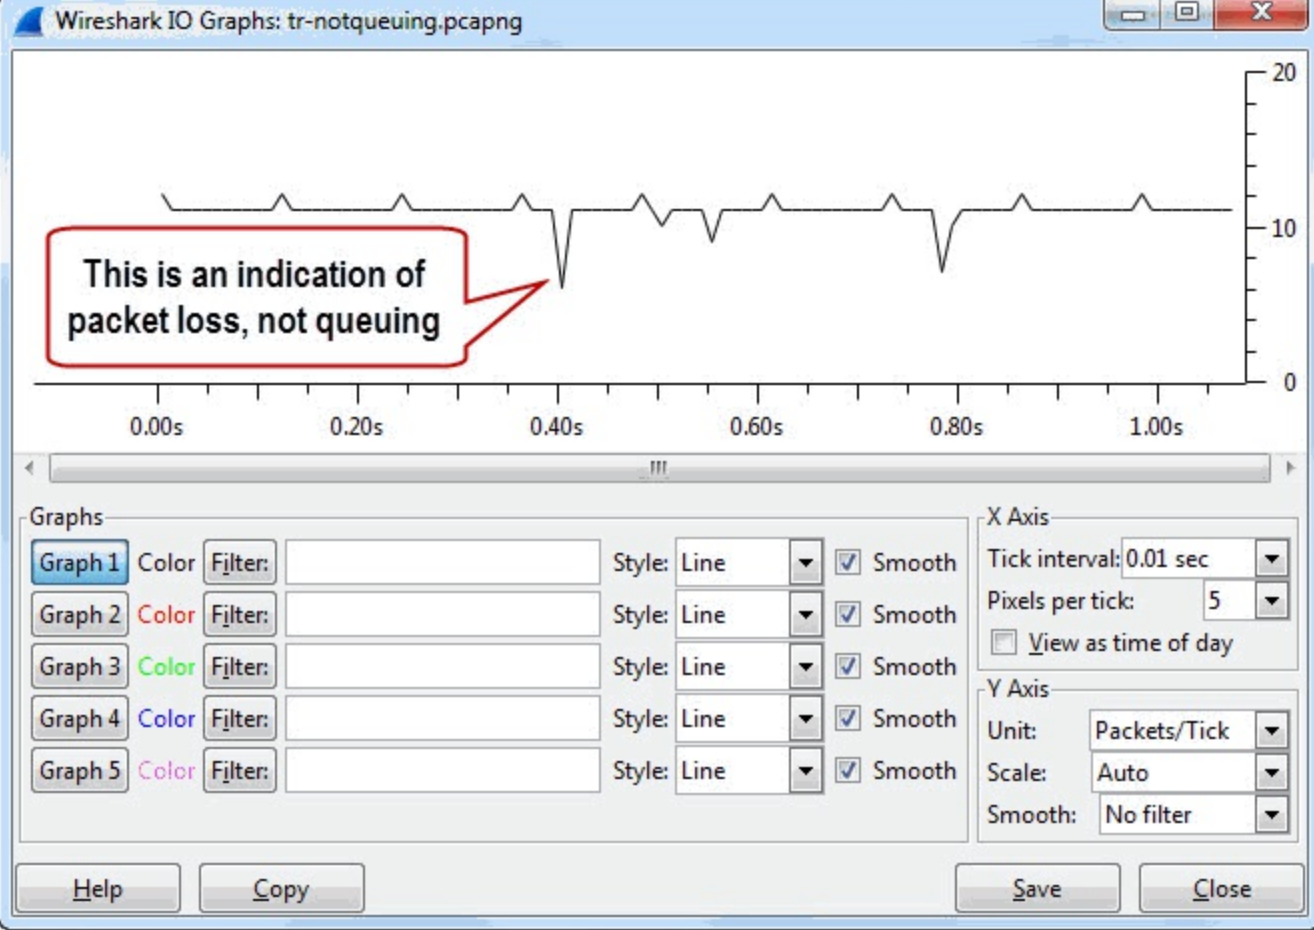 Wireshark IO Graphs: tr-notqueuing.pcapng
20
This is an indication of
packet loss, not queuing
10
0
0.00s 0.20s 0.40s 0.60s 0.80s 1.00s
Graphs
Graph 1 Color Filter: Style: Line Smooth
Graph 2 Color Filter: Style: Line Smooth
Graph 3 Color Filter: Style: Line Smooth
Graph 4 Color Filter: Style: Line Smooth
Graph 5 Color Filter: Style: Line Smooth
X Axis
Tick interval: 0.01 sec
Pixels per tick: 5
View as time of day
Y Axis
Unit: Packets/Tick
Scale: Auto
Smooth: No filter
Help Copy Save Close